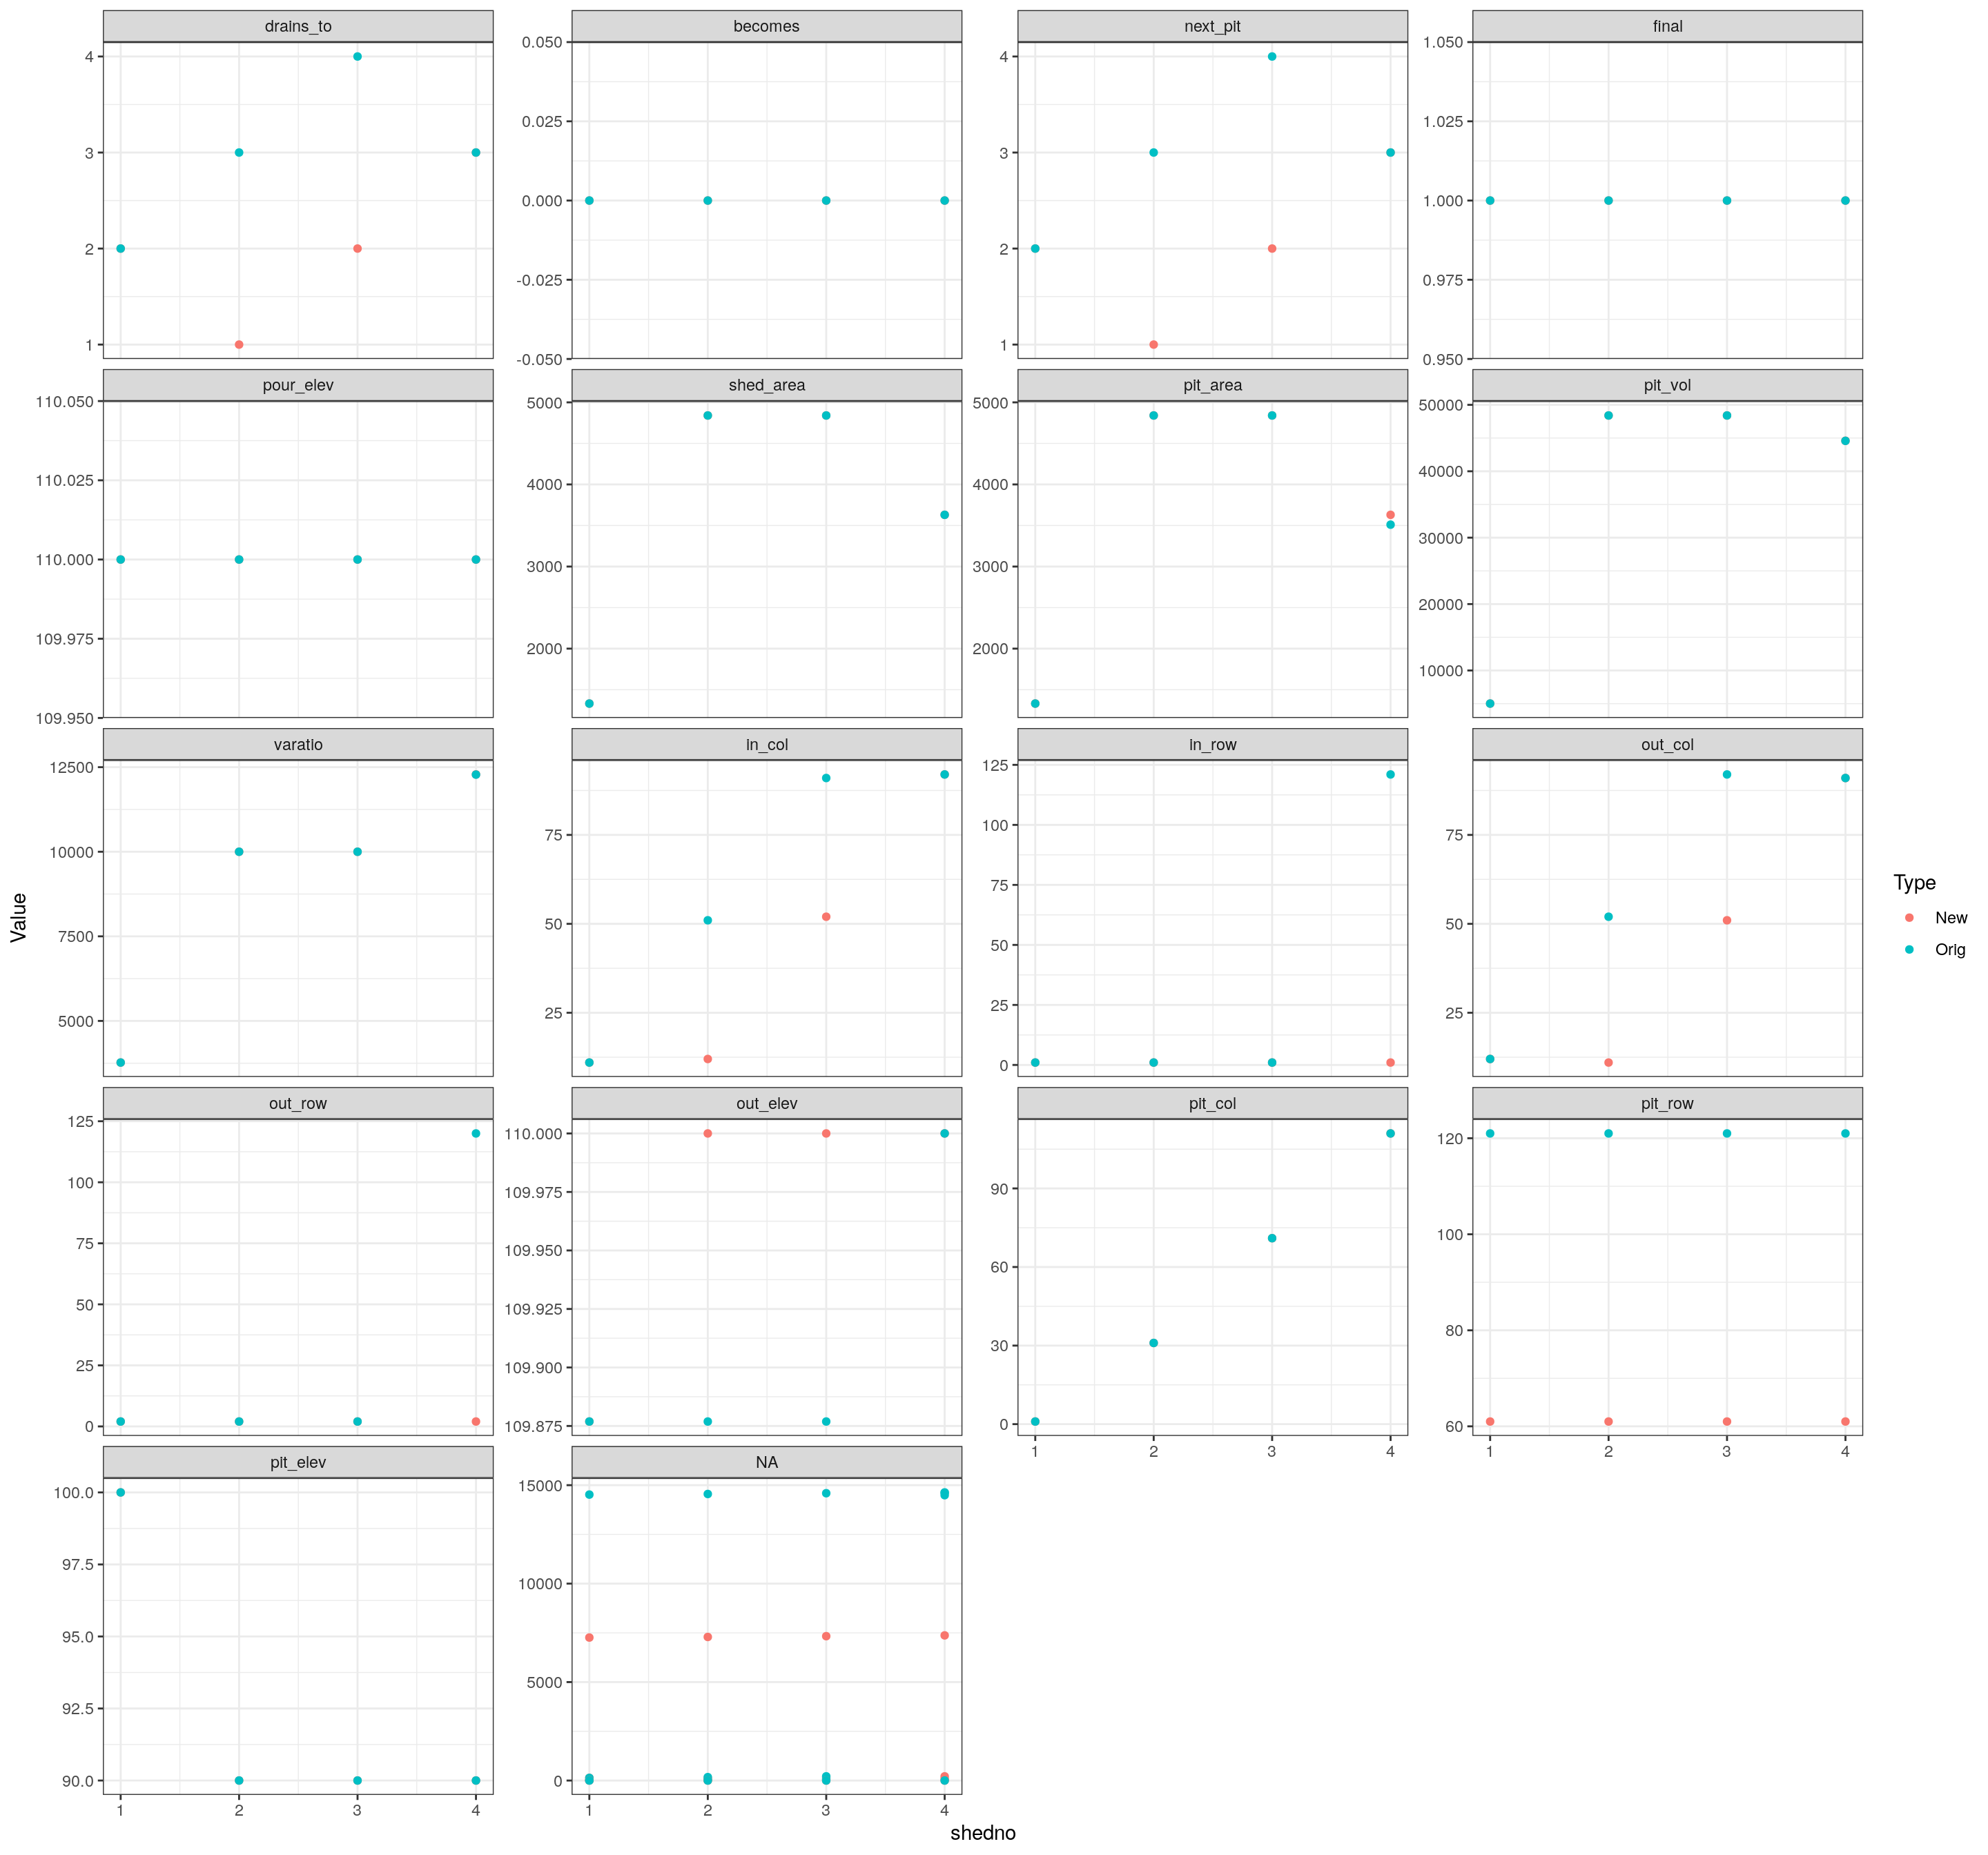 drains_to becomes next_pit final
4 0.050 4 1.050
3 0.025 3 1.025
0.000 1.000
2 -0.025 2 0.975
1 -0.050 1 0.950
pour_elev shed_area pit_area pit_vol
110.050 5000 5000 50000
110.025 4000 4000 40000
110.000 3000 3000 30000
109.975 2000 2000 20000
109.950 10000
varatio in_col in_row out_col
12500 75 125 75
10000 50 100 50
7500 25 75 25
5000 50
25
0
Value
Type
New
Orig
out_row out_elev pit_col pit_row
125 110.000 90 120
100 109.975 60 100
75 109.950 30 80
50 109.925 0 60
25 109.900
0 109.875
1 2 3 4 1 2 3 4
pit_elev NA
100.0 15000
97.5 10000
95.0 5000
92.5 0
90.0
1 2 3 4 1 2 3 4
shedno